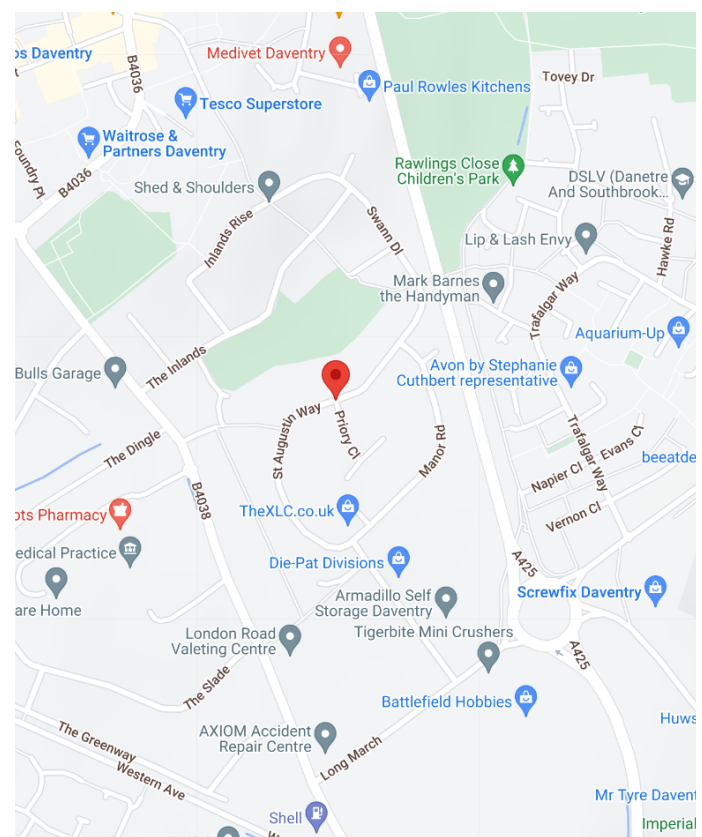 os Daventry
B4036
Medivet Daventry
Paul Rowles Kitchens
Tovey Dr
Tesco Superstore
Waitrose &
Partners Daventry
Foundry Pl
B4036
Shed & Shoulders
Rawlings Close
Children's Park
DSLV (Danetre
And Southbrook...
Inlands Rise
Swann Dl
Lip & Lash Envy
Hawke Rd
Mark Barnes
the Handyman
Trafalgar Way
Aquarium-Up
Bulls Garage
The Inlands
Avon by Stephanie
Cuthbert representative
St Augustin Way
Priory Cl
Manor Rd
Trafalgar Way
Evans Cl
The Dingle
Napier Cl
beeatde
B4038
TheXLC.co.uk
Vernon Cl
ots Pharmacy
edical Practice
Die-Pat Divisions
A425
Screwfix Daventry
are Home
Armadillo Self
Storage Daventry
London Road
Valeting Centre
Tigerbite Mini Crushers
A425
The Slade
Battlefield Hobbies
Huws
The Greenway
AXIOM Accident
Repair Centre
Long March
Western Ave
Mr Tyre Davent
Shell
Imperial